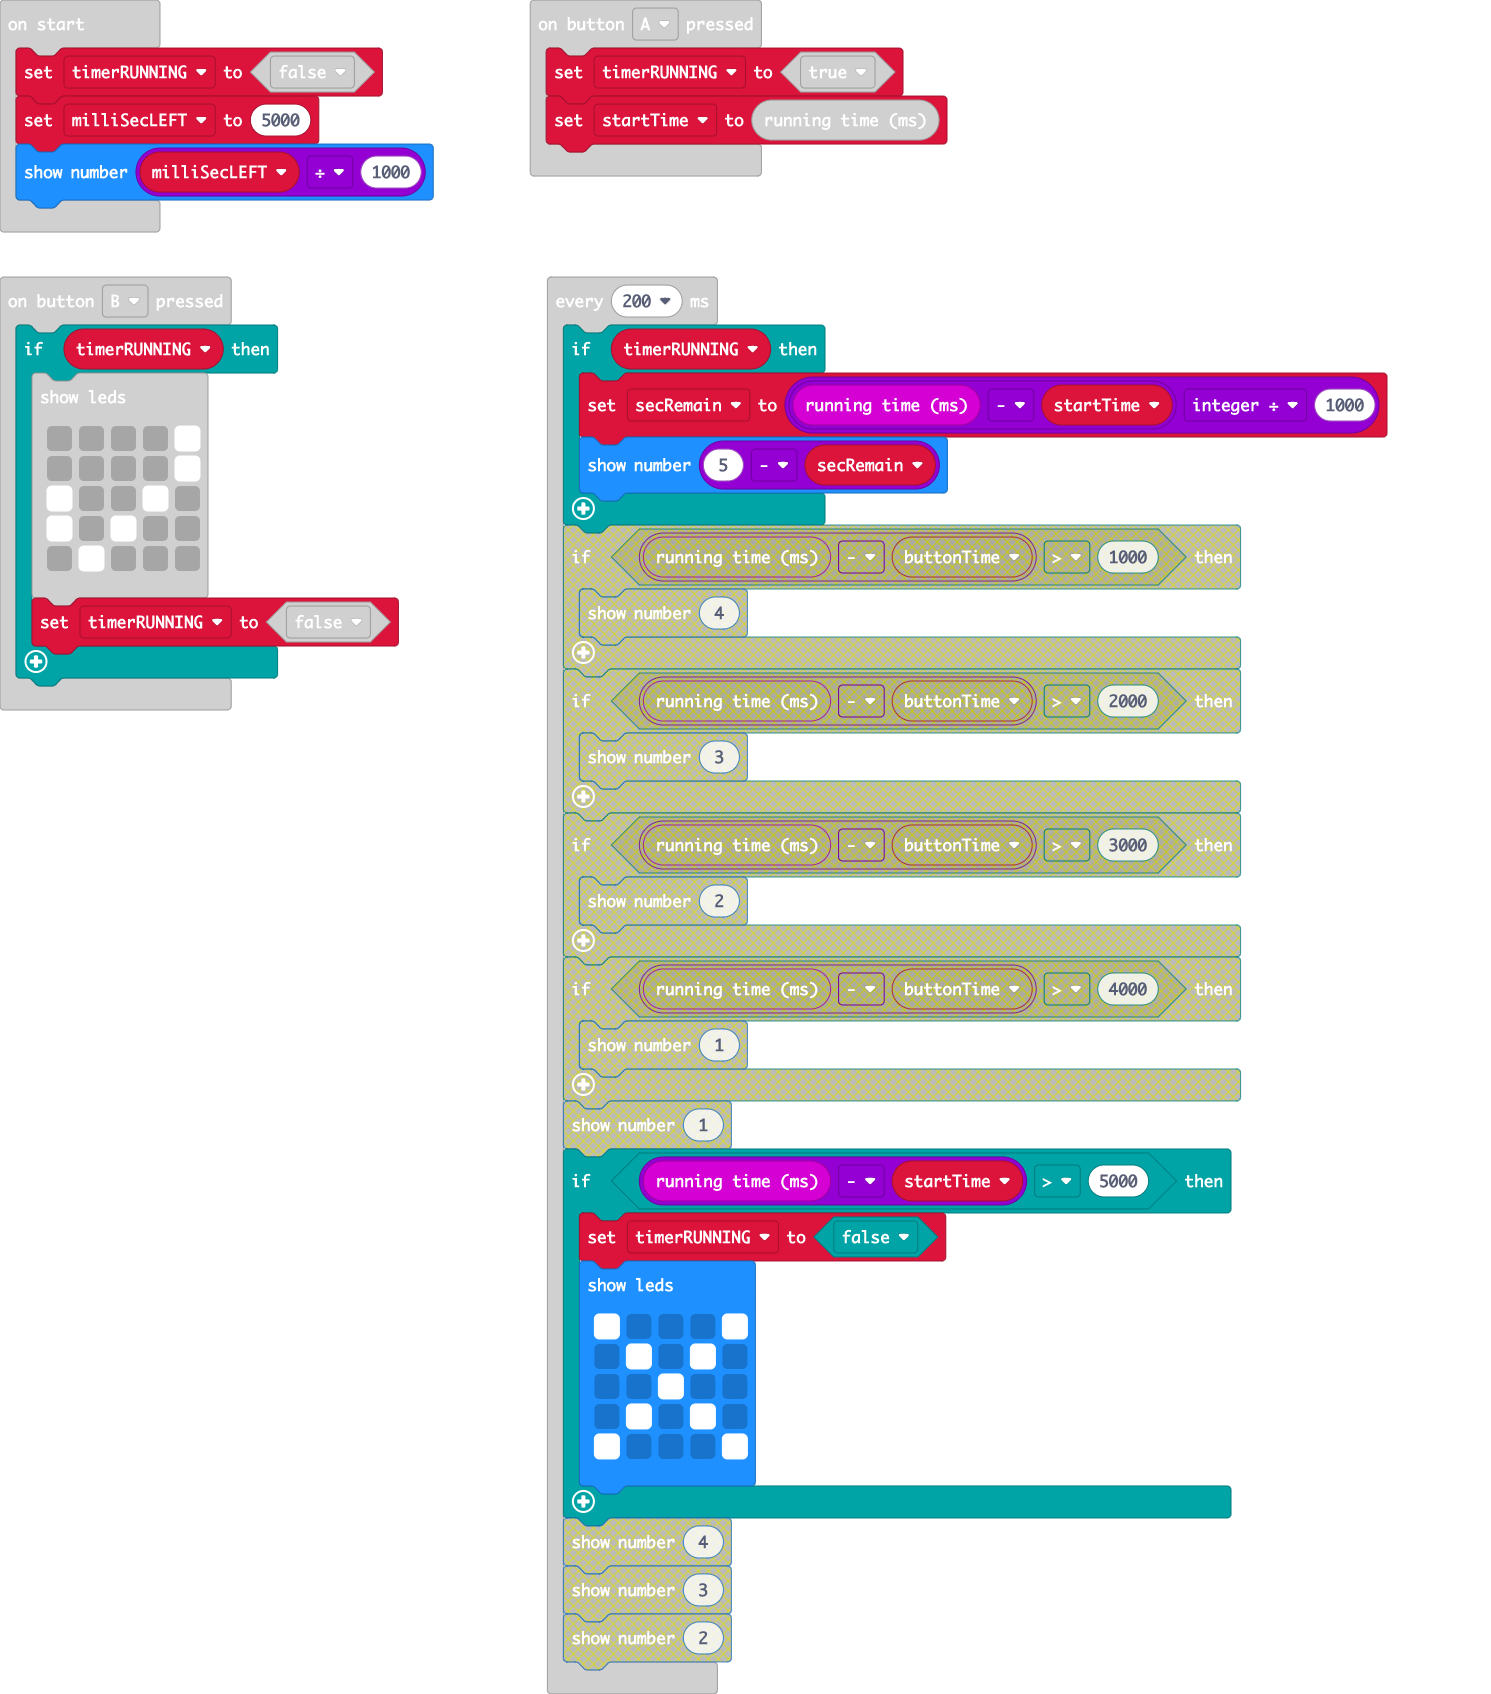 on start
set timerRUNNING to false
set milliSecLEFT to 5000
show number milliSecLEFT ÷ 1000
on button A pressed
set timerRUNNING to true
set startTime to running time (ms)
on button B pressed
if timerRUNNING then
show leds
set timerRUNNING to false
every 200 ms
if timerRUNNING then
set secRemain to running time (ms) - startTime integer ÷ 1000
show number 5 - secRemain
if running time (ms) - buttonTime > 1000 then
show number 4
if running time (ms) - buttonTime > 2000 then
show number 3
if running time (ms) - buttonTime > 3000 then
show number 2
if running time (ms) - buttonTime > 4000 then
show number 1
show number 1
if running time (ms) - startTime > 5000 then
set timerRUNNING to false
show leds
show number 4
show number 3
show number 2